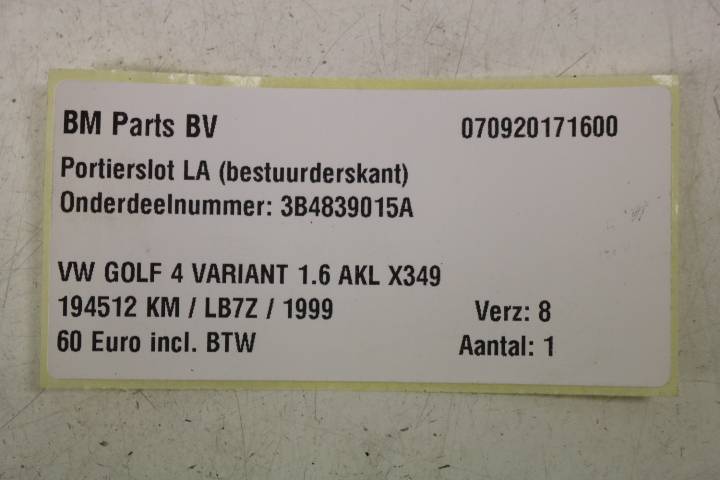 BM Parts BV 070920171600
Portierslot LA (bestuurderskant)
Onderdeelnummer: 3B4839015A
VW GOLF 4 VARIANT 1.6 AKL X349
194512 KM / LB7Z / 1999 Verz: 8
60 Euro incl. BTW Aantal: 1